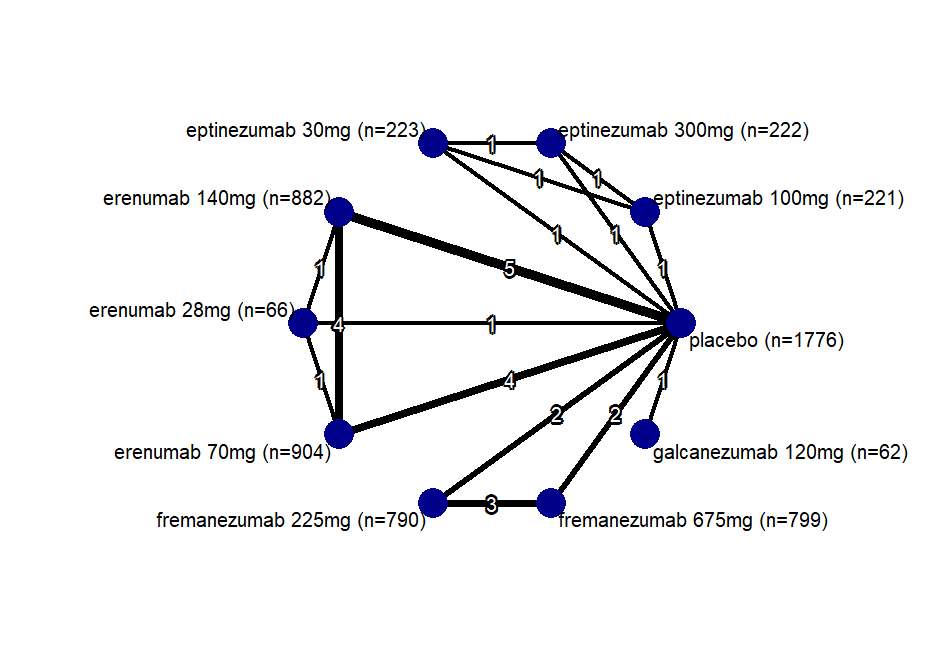 eptinezumab 30mg (n=223)
eptinezumab 300mg (n=222)
1
1
1
erenumab 140mg (n=882)
eptinezumab 100mg (n=221)
1
1
1
5
1
erenumab 28mg (n=66)
4
1
placebo (n=1776)
1
4
1
2
2
erenumab 70mg (n=904)
galcanezumab 120mg (n=62)
3
fremanezumab 225mg (n=790)
fremanezumab 675mg (n=799)